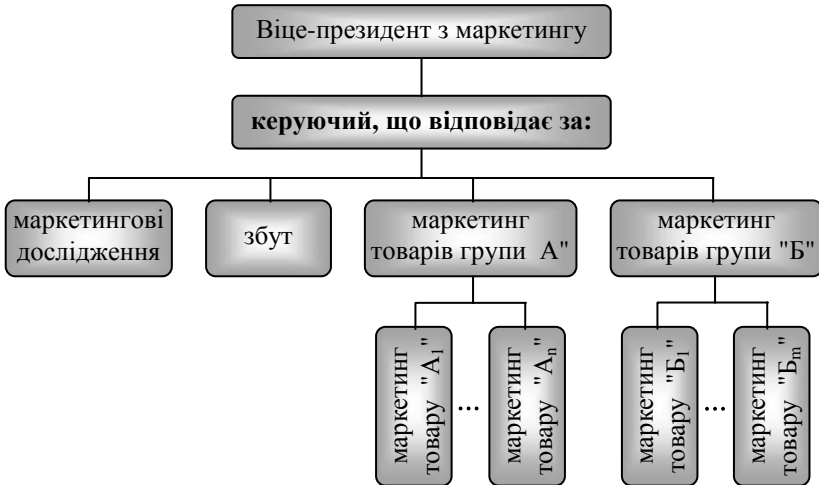 Віце-президент з маркетингу
керуючий, що відповідає за:
маркетингові
дослідження
збут
маркетинг
товарів групи А"
маркетинг
товарів групи "Б"
маркетинг
товару "А₁"
...
маркетинг
товару "Аₙ"
маркетинг
товару "Б₁"
...
маркетинг
товару "Бₘ"